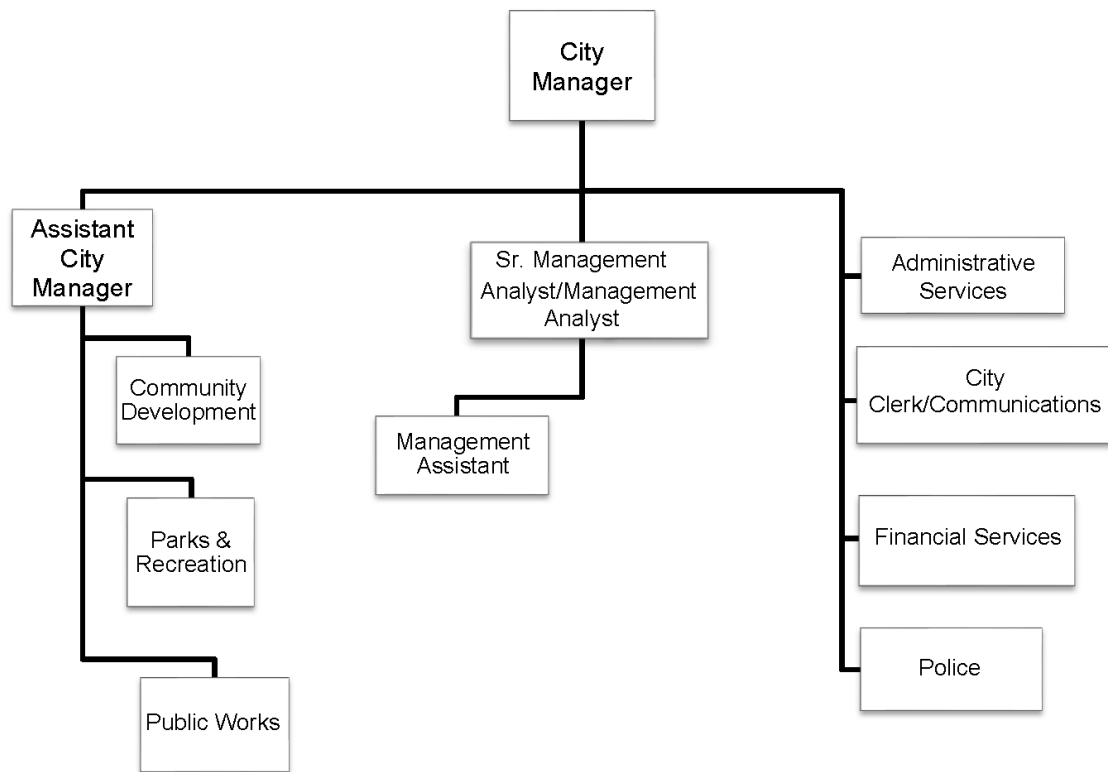 City
Manager
Assistant
City
Manager
Sr. Management
Analyst/Management
Analyst
Administrative
Services
Community
Development
Management
Assistant
City
Clerk/Communications
Parks &
Recreation
Financial Services
Public Works
Police